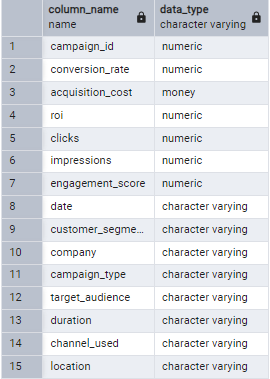 column_name data_type
name character varying
1 campaign_id numeric
2 conversion_rate numeric
3 acquisition_cost money
4 roi numeric
5 clicks numeric
6 impressions numeric
7 engagement_score numeric
8 date character varying
9 customer_segme... character varying
10 company character varying
11 campaign_type character varying
12 target_audience character varying
13 duration character varying
14 channel_used character varying
15 location character varying